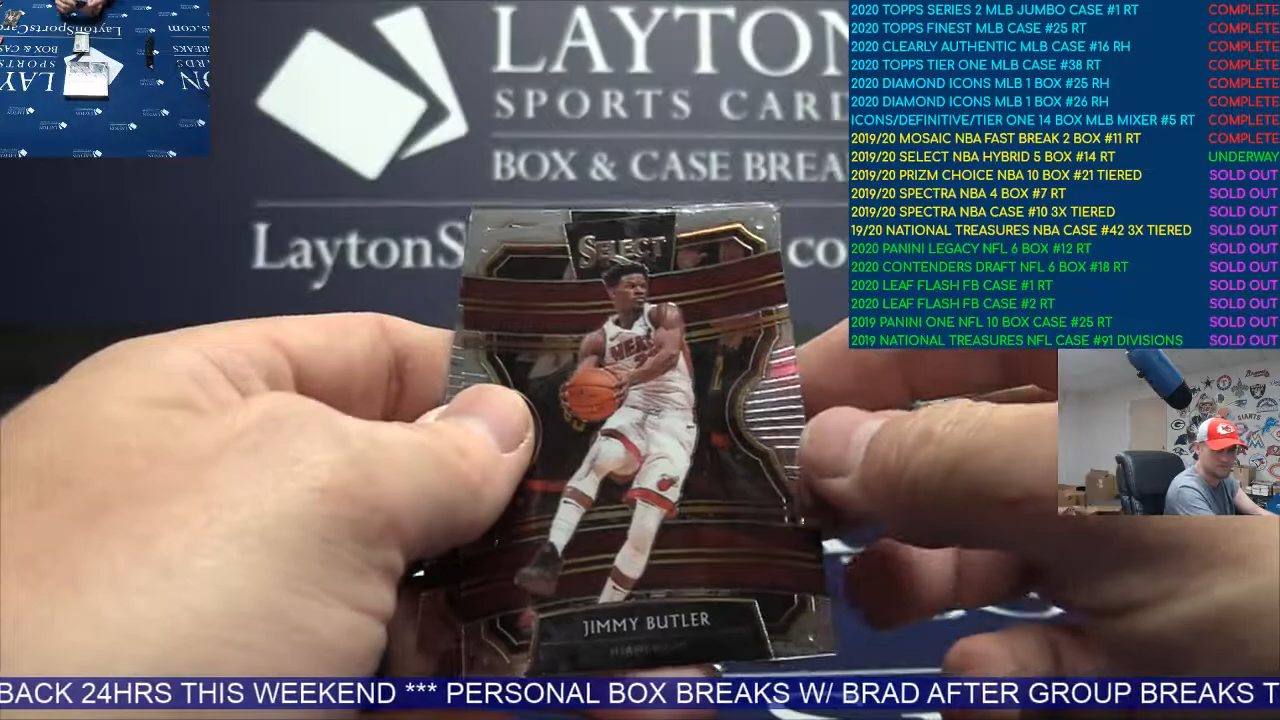 LAYTON
SPORTS CARD
BOX & CASE BREA
LaytonS
co
SELECT
HEAT
JIMMY BUTLER
2020 TOPPS SERIES 2 MLB JUMBO CASE #1 RT COMPLETE
2020 TOPPS FINEST MLB CASE #25 RT COMPLETE
2020 CLEARLY AUTHENTIC MLB CASE #16 RH COMPLETE
2020 TOPPS TIER ONE MLB CASE #38 RT COMPLETE
2020 DIAMOND ICONS MLB 1 BOX #25 RH COMPLETE
2020 DIAMOND ICONS MLB 1 BOX #26 RH COMPLETE
ICONS/DEFINITIVE/TIER ONE 14 BOX MLB MIXER #5 RT COMPLETE
2019/20 MOSAIC NBA FAST BREAK 2 BOX #11 RT COMPLETE
2019/20 SELECT NBA HYBRID 5 BOX #14 RT UNDERWAY
2019/20 PRIZM CHOICE NBA 10 BOX #21 TIERED SOLD OUT
2019/20 SPECTRA NBA 4 BOX #7 RT SOLD OUT
2019/20 SPECTRA NBA CASE #10 3X TIERED SOLD OUT
19/20 NATIONAL TREASURES NBA CASE #42 3X TIERED SOLD OUT
2020 PANINI LEGACY NFL 6 BOX #12 RT SOLD OUT
2020 CONTENDERS DRAFT NFL 6 BOX #18 RT SOLD OUT
2020 LEAF FLASH FB CASE #1 RT SOLD OUT
2020 LEAF FLASH FB CASE #2 RT SOLD OUT
2019 PANINI ONE NFL 10 BOX CASE #25 RT SOLD OUT
2019 NATIONAL TREASURES NFL CASE #91 DIVISIONS SOLD OUT
GIANTS
BACK 24HRS THIS WEEKEND *** PERSONAL BOX BREAKS W/ BRAD AFTER GROUP BREAKS T